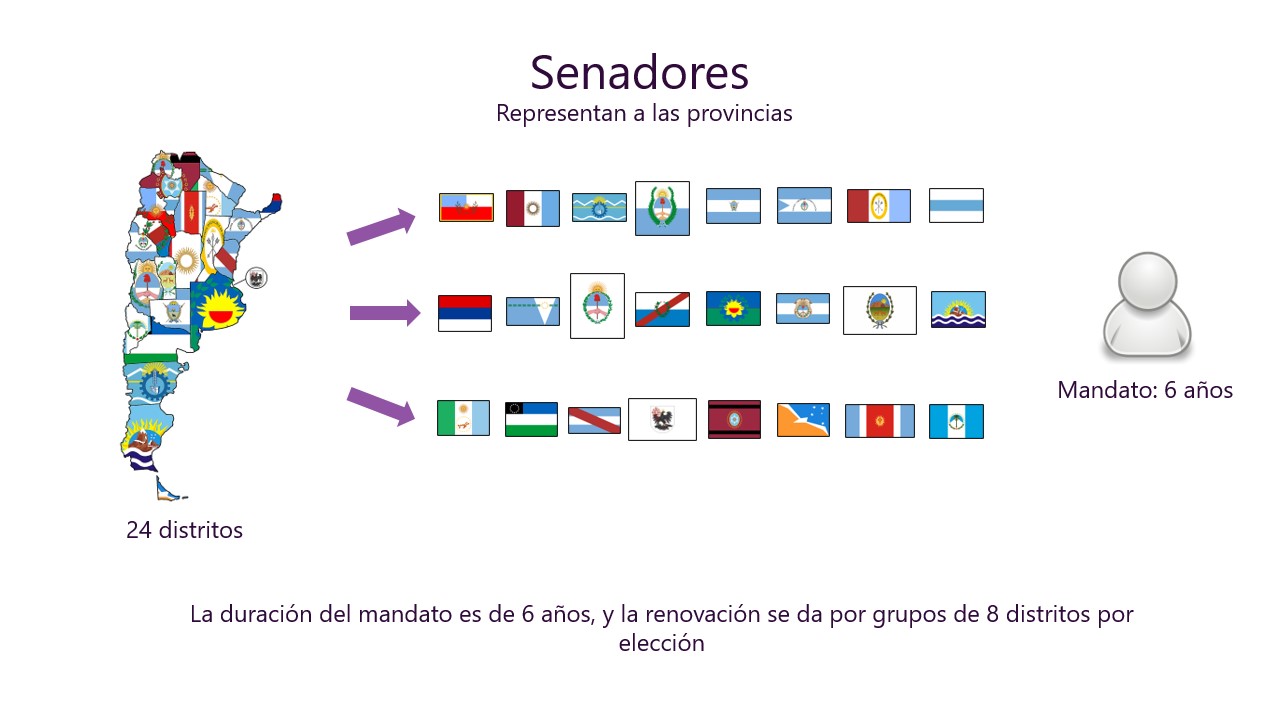 Senadores
Representan a las provincias
Mandato: 6 años
24 distritos
La duración del mandato es de 6 años, y la renovación se da por grupos de 8 distritos por
elección